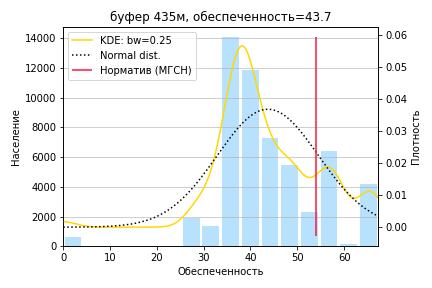 буфер 435м, обеспеченность=43.7
KDE: bw=0.25
Normal dist.
Норматив (МГСН)
Население
14000
12000
10000
8000
6000
4000
2000
0
0.06
0.05
0.04
0.03
0.02
0.01
0.00
Плотность
0 10 20 30 40 50 60
Обеспеченность